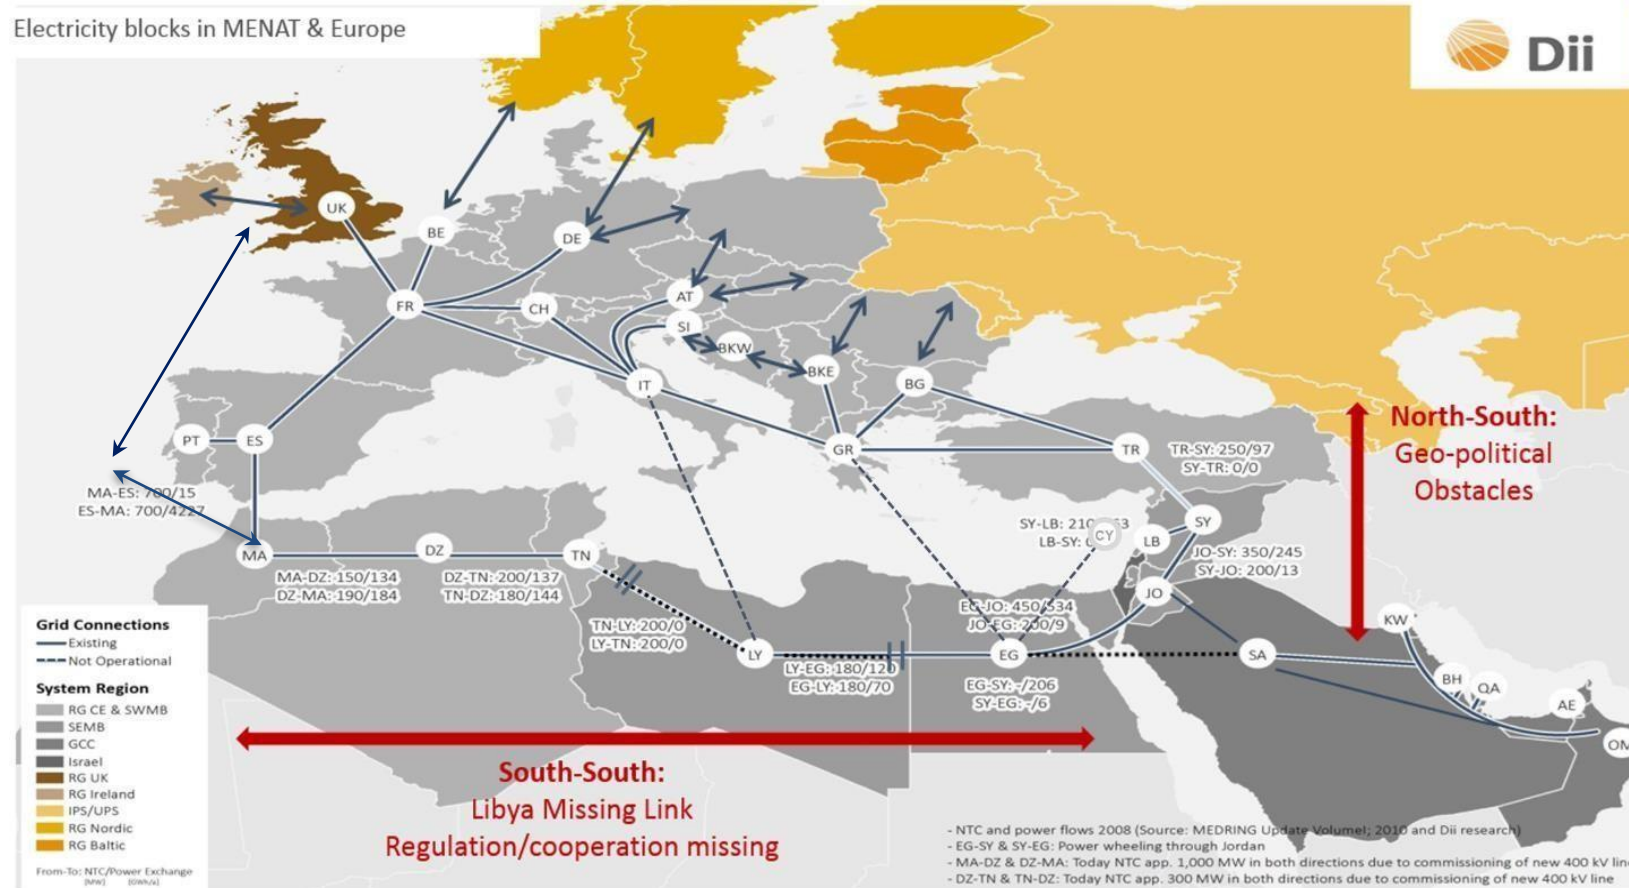 Electricity blocks in MENAT & Europe
Dii
UK
BE
DE
FR
CH
AT
SI
BKW
BKE
IT
BG
PT
ES
GR
TR
TR-SY: 250/97
SY-TR: 0/0
North-South:
Geo-political
Obstacles
MA-ES: 700/15
ES-MA: 700/4227
SY
CY
LB
SY-LB: 210
63
LB-SY:
MA
DZ
TN
JO-SY: 350/245
SY-JO: 200/13
MA-DZ: 150/134
DZ-MA: 190/184
DZ-TN: 200/137
TN-DZ: 180/144
JO
EG-JO: 450/534
JO-EG: 200/9
TN-LY: 200/0
LY-TN: 200/0
KW
LY
EG
SA
LY-EG: 180/120
EG-LY: 180/70
EG-SY: -/206
SY-EG: -/6
BH
QA
AE
OM
South-South:
Libya Missing Link
Regulation/cooperation missing
Grid Connections
Existing
Not Operational
System Region
RG CE & SWMB
SEMB
GCC
Israel
RG UK
RG Ireland
IPS/UPS
RG Nordic
RG Baltic
From-To: NTC/Power Exchange
[MW] [GWh/a]
- NTC and power flows 2008 (Source: MEDRING Update VolumeI; 2010 and Dii research)
- EG-SY & SY-EG: Power wheeling through Jordan
- MA-DZ & DZ-MA: Today NTC app. 1,000 MW in both directions due to commissioning of new 400 kV lin
- DZ-TN & TN-DZ: Today NTC app. 300 MW in both directions due to commissioning of new 400 kV line